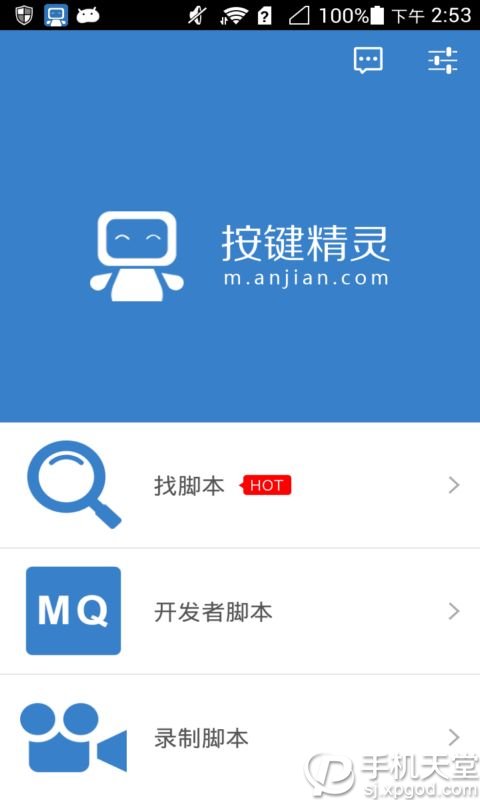 100% 下午 2:53
按键精灵
m.anjian.com
找脚本 HOT
MQ 开发者脚本
录制脚本
手机天堂
sj.xpgod.com